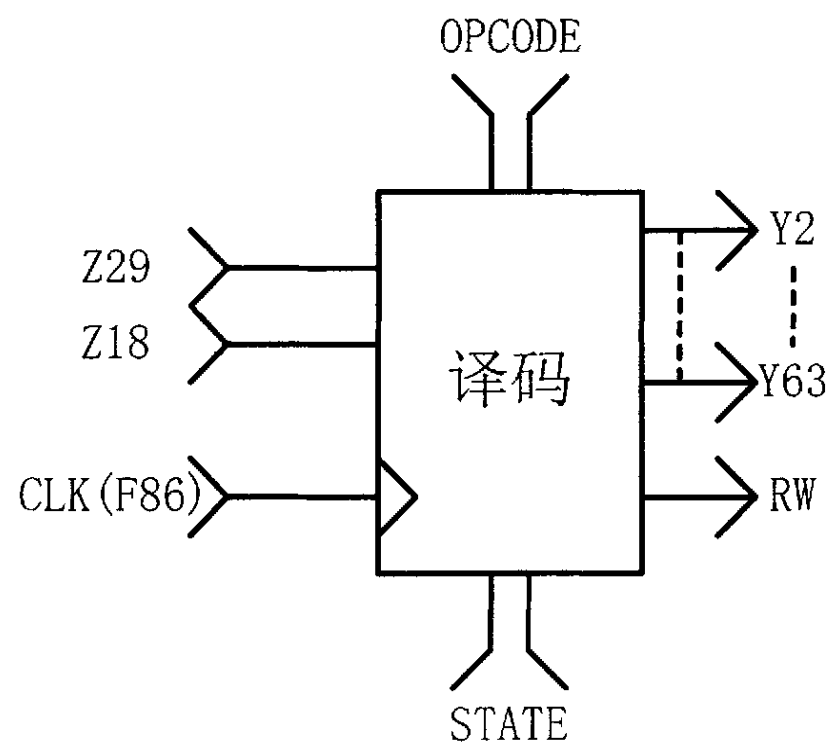 OPCODE
Z29
Z18
CLK(F86)
译码
Y2
Y63
RW
STATE